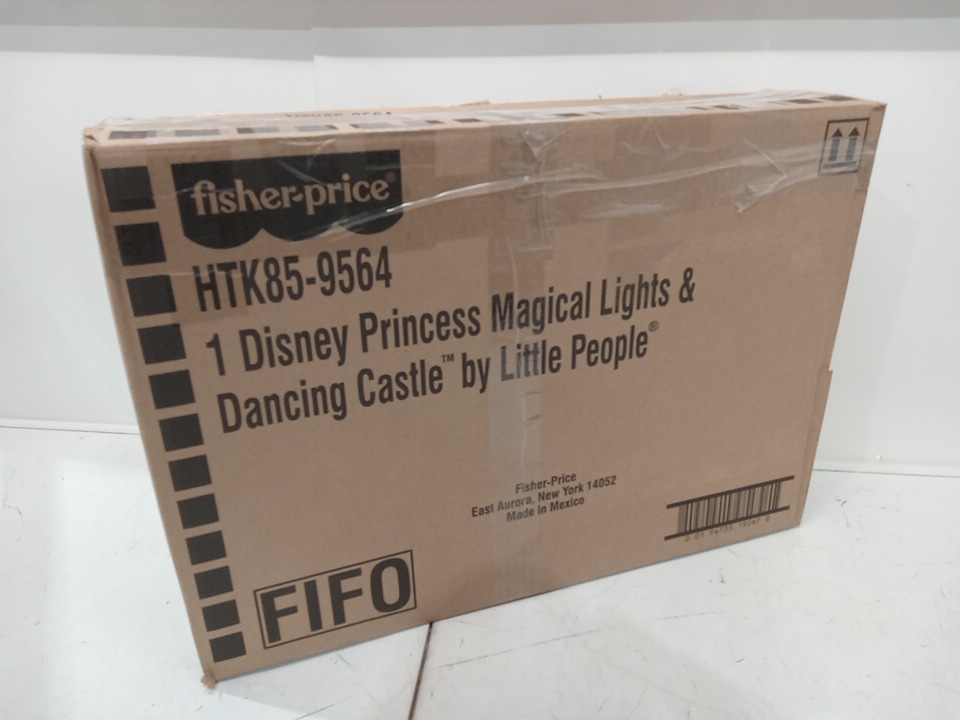 fisher-price®
HTK85-9564
1 Disney Princess Magical Lights &
Dancing Castle™ by Little People®
Fisher-Price
East Aurora, New York 14052
Made in Mexico
FIFO